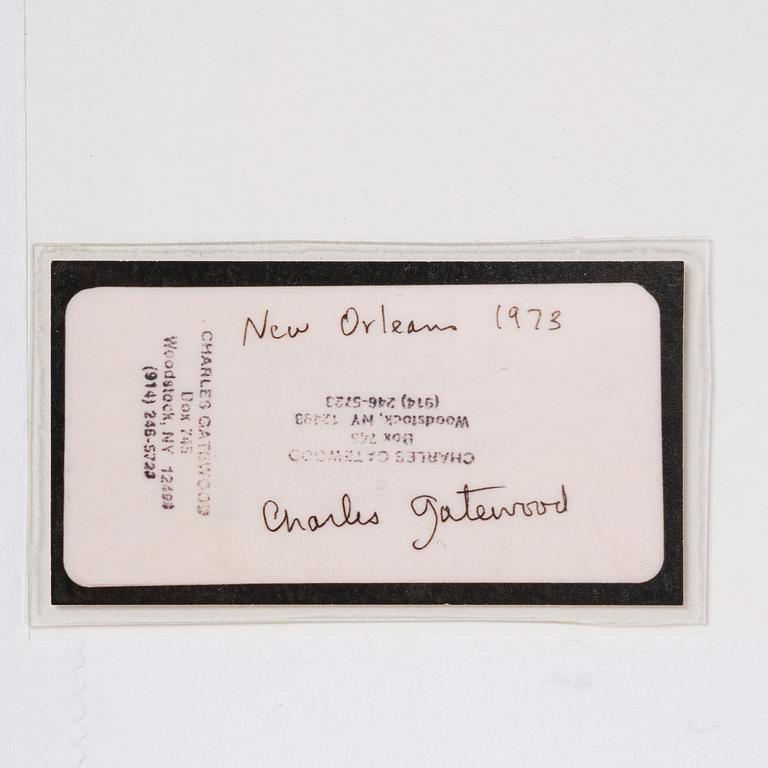 New Orleans 1973
CHARLES GATEWOOD
Box 745
Woodstock, NY 12498
(914) 246-5723
CHARLES GATEWOOD
Box 745
Woodstock, NY 12498
(914) 246-5723
Charles Gatewood